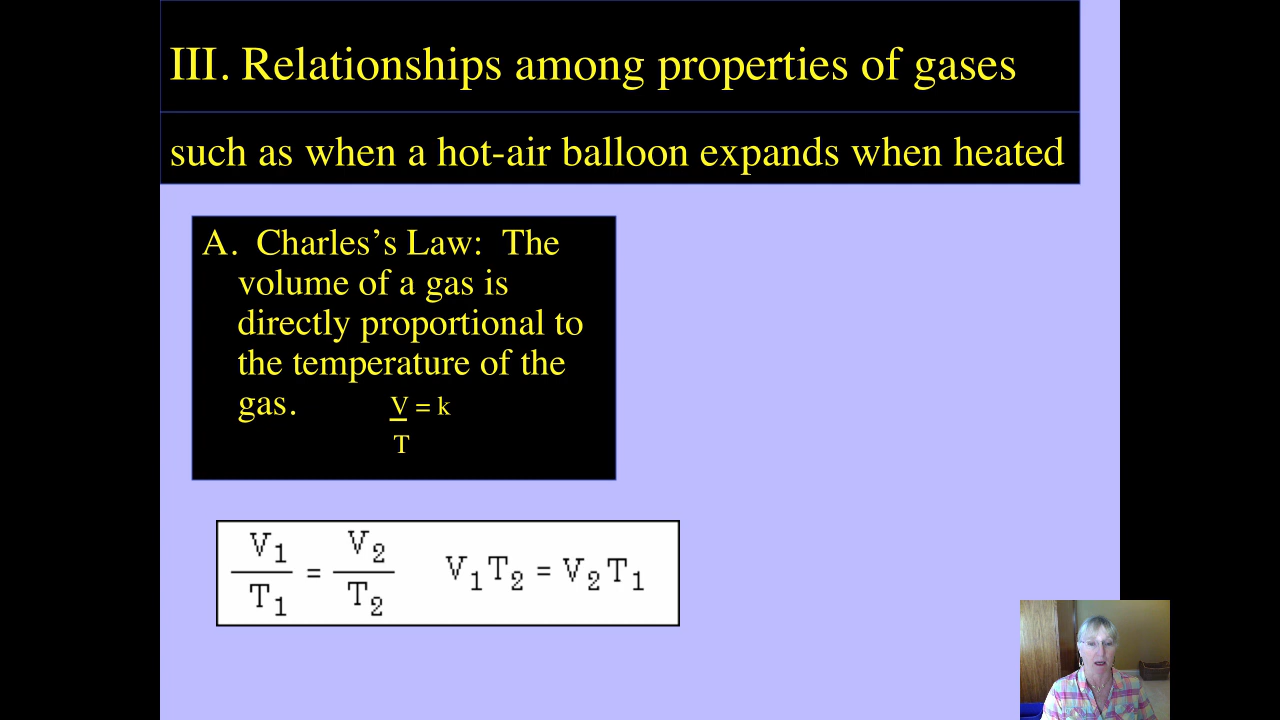 III. Relationships among properties of gases
such as when a hot-air balloon expands when heated
A. Charles’s Law: The
volume of a gas is
directly proportional to
the temperature of the
gas.
V = k
T
V1 / T1 = V2 / T2 V1T2 = V2T1